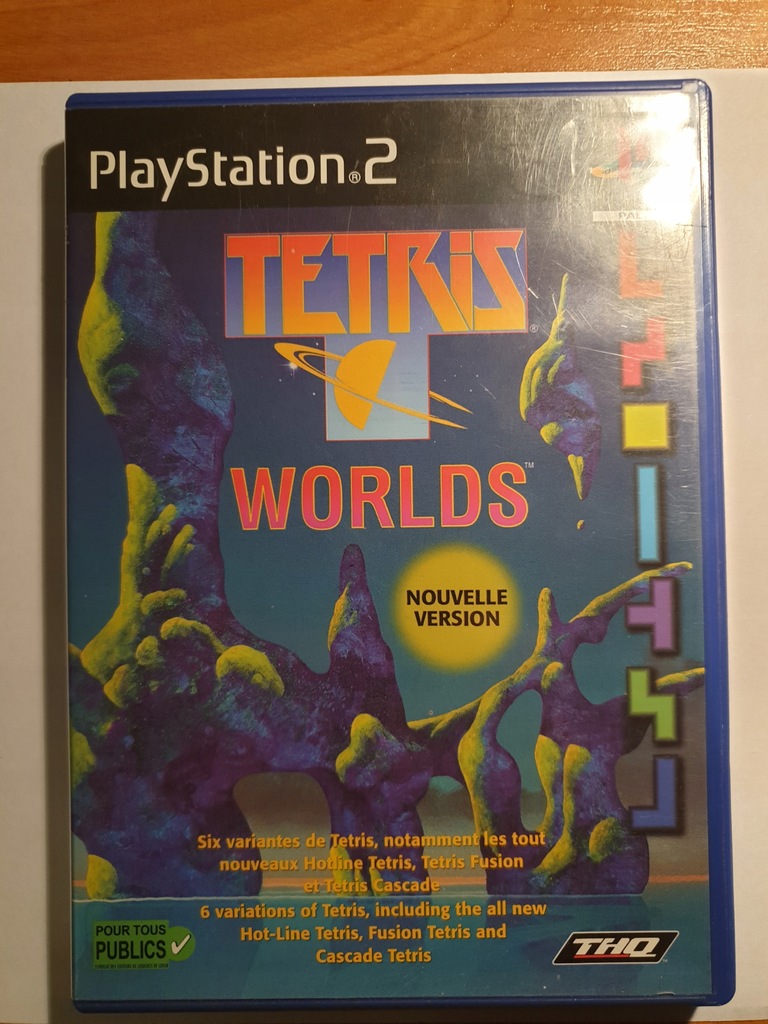 PlayStation®2
PAL
TETRIS®
WORLDS™
NOUVELLE
VERSION
Six variantes de Tetris, notamment les tout
nouveaux Hotline Tetris, Tetris Fusion
et Tetris Cascade
6 variations of Tetris, including the all new
Hot-Line Tetris, Fusion Tetris and
Cascade Tetris
POUR TOUS
PUBLICS
THQ